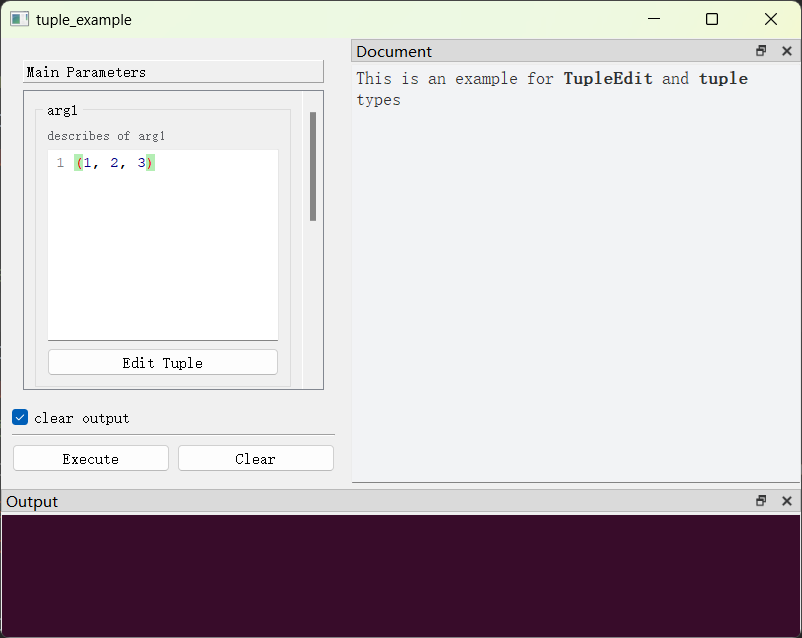 tuple_example
Main Parameters
arg1
describes of arg1
1 (1, 2, 3)
Edit Tuple
clear output
Execute
Clear
Document
This is an example for TupleEdit and tuple
types
Output